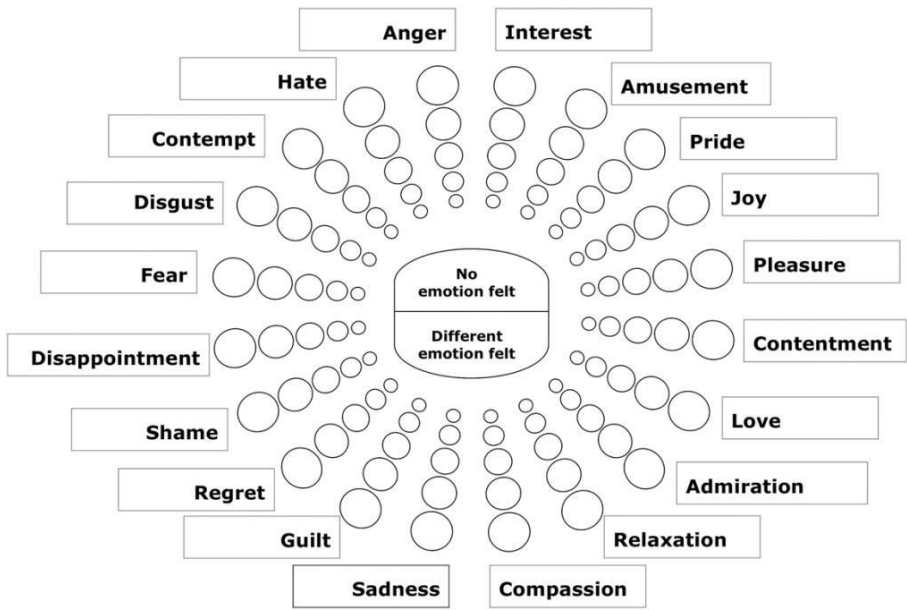 Anger
Interest
Hate
Amusement
Contempt
Pride
Disgust
Joy
Fear
Pleasure
No
emotion felt
Different
emotion felt
Disappointment
Contentment
Shame
Love
Regret
Admiration
Guilt
Relaxation
Sadness
Compassion